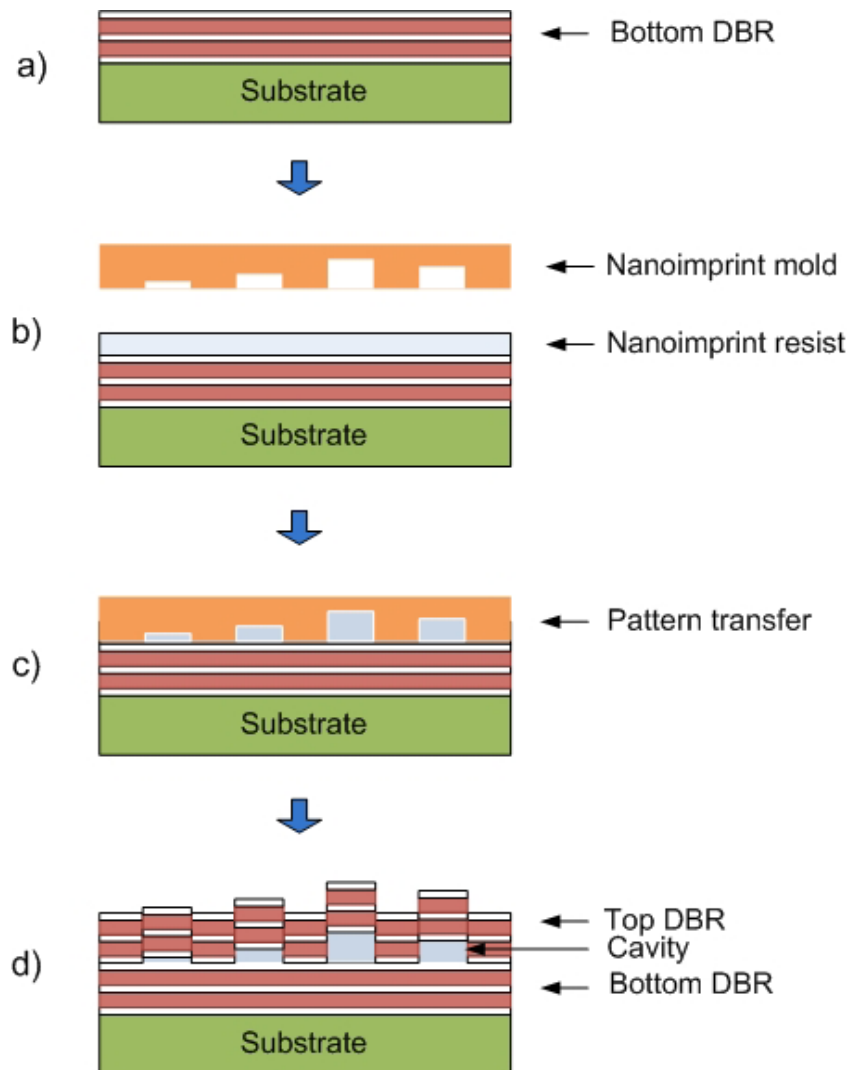 a)
Bottom DBR
Substrate
Nanoimprint mold
b)
Nanoimprint resist
Substrate
Pattern transfer
c)
Substrate
Top DBR
Cavity
d)
Bottom DBR
Substrate